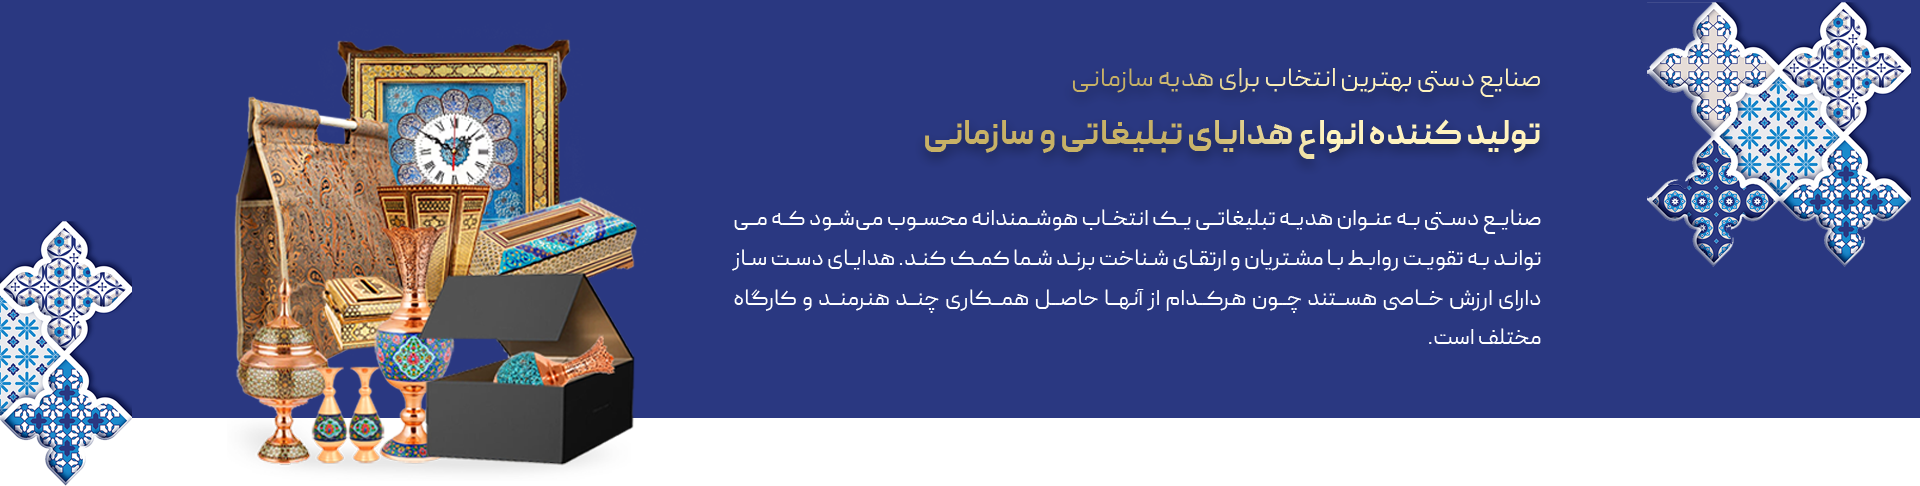 صنایع دستی بهترین انتخاب برای هدیه سازمانی
تولید کننده انواع هدایای تبلیغاتی و سازمانی
صنایع دستی به عنوان هدیه تبلیغاتی یک انتخاب هوشمندانه محسوب می‌شود که می
تواند به تقویت روابط با مشتریان و ارتقای شناخت برند شما کمک کند. هدایای دست ساز
دارای ارزش خاصی هستند چون هرکدام از آنها حاصل همکاری چند هنرمند و کارگاه
مختلف است.